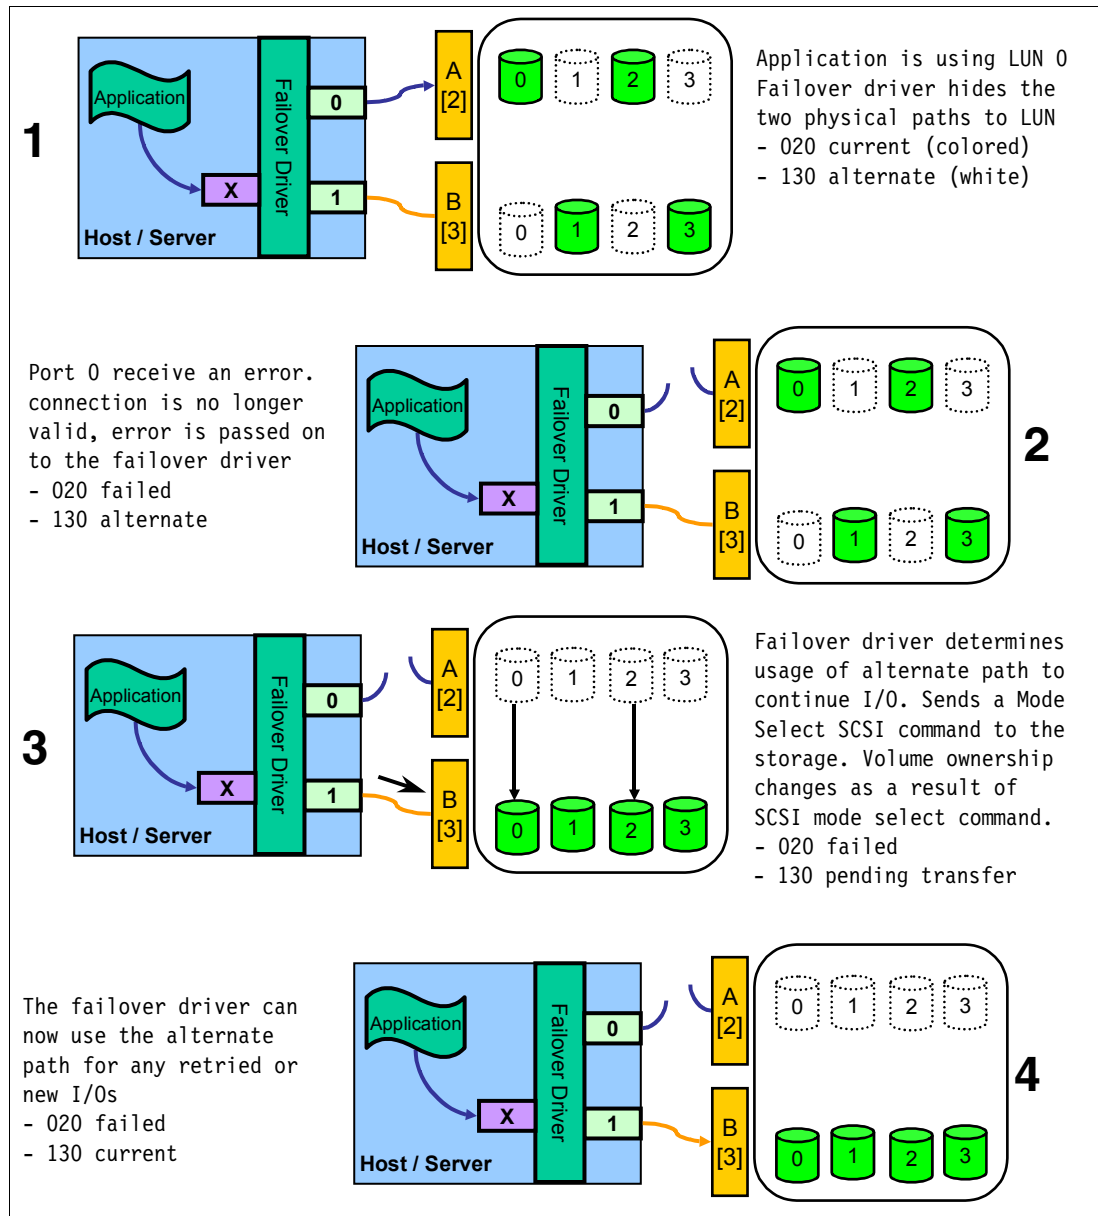 1
Application
X
Failover Driver
0
1
Host / Server
A
[2]
B
[3]
0 1 2 3
0 1 2 3
Application is using LUN 0
Failover driver hides the
two physical paths to LUN
- 020 current (colored)
- 130 alternate (white)
Port 0 receive an error.
connection is no longer
valid, error is passed on
to the failover driver
- 020 failed
- 130 alternate
Application
X
Failover Driver
0
1
Host / Server
A
[2]
B
[3]
0 1 2 3
0 1 2 3
2
3
Application
X
Failover Driver
0
1
Host / Server
A
[2]
B
[3]
0 1 2 3
0 1 2 3
Failover driver determines
usage of alternate path to
continue I/O. Sends a Mode
Select SCSI command to the
storage. Volume ownership
changes as a result of
SCSI mode select command.
- 020 failed
- 130 pending transfer
The failover driver can
now use the alternate
path for any retried or
new I/Os
- 020 failed
- 130 current
Application
X
Failover Driver
0
1
Host / Server
A
[2]
B
[3]
0 1 2 3
0 1 2 3
4